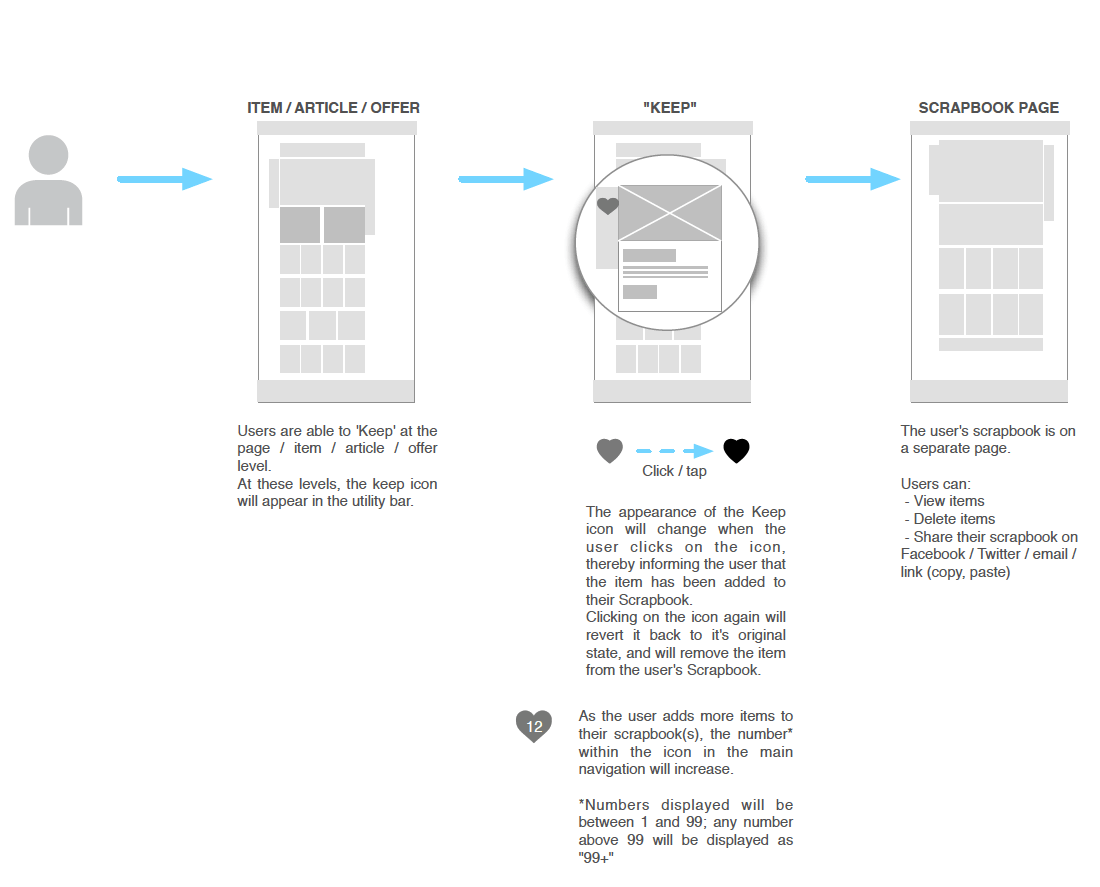 ITEM / ARTICLE / OFFER
Users are able to 'Keep' at the
page / item / article / offer
level.
At these levels, the keep icon
will appear in the utility bar.
"KEEP"
Click / tap
The appearance of the Keep
icon will change when the
user clicks on the icon,
thereby informing the user that
the item has been added to
their Scrapbook.
Clicking on the icon again will
revert it back to it's original
state, and will remove the item
from the user's Scrapbook.
12
As the user adds more items to
their scrapbook(s), the number*
within the icon in the main
navigation will increase.
*Numbers displayed will be
between 1 and 99; any number
above 99 will be displayed as
"99+"
SCRAPBOOK PAGE
The user's scrapbook is on
a separate page.
Users can:
- View items
- Delete items
- Share their scrapbook on
Facebook / Twitter / email /
link (copy, paste)